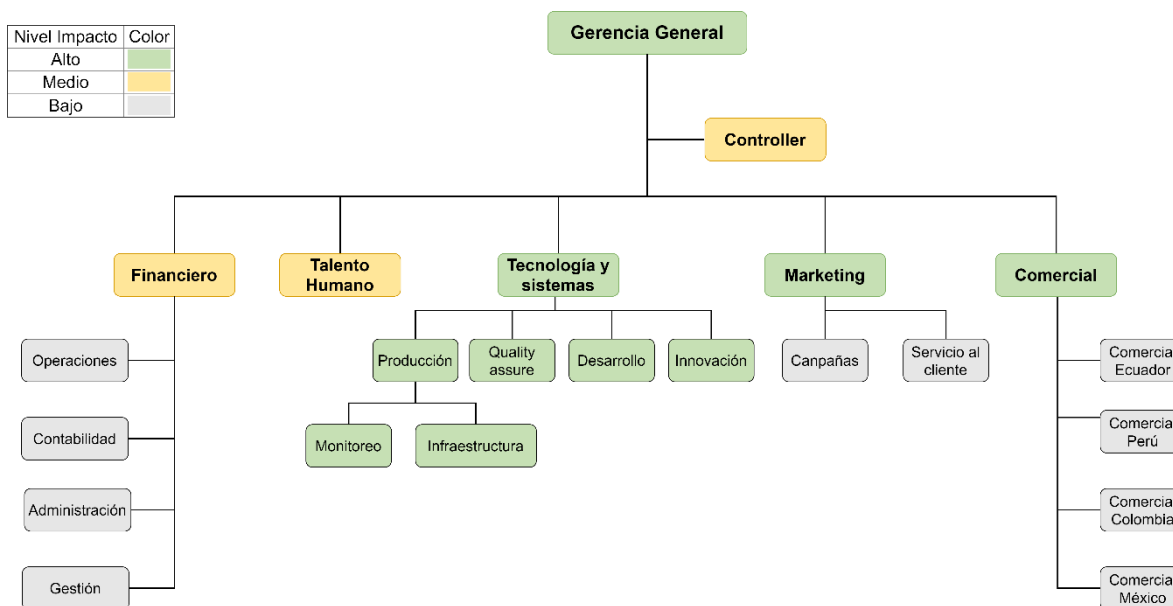 Nivel Impacto Color
Alto
Medio
Bajo
Gerencia General
Controller
Financiero
Talento
Humano
Tecnología y
sistemas
Marketing
Comercial
Operaciones
Contabilidad
Administración
Gestión
Producción
Quality
assure
Desarrollo
Innovación
Monitoreo
Infraestructura
Canpañas
Servicio al
cliente
Comercia
Ecuador
Comercia
Perú
Comercia
Colombia
Comercia
México